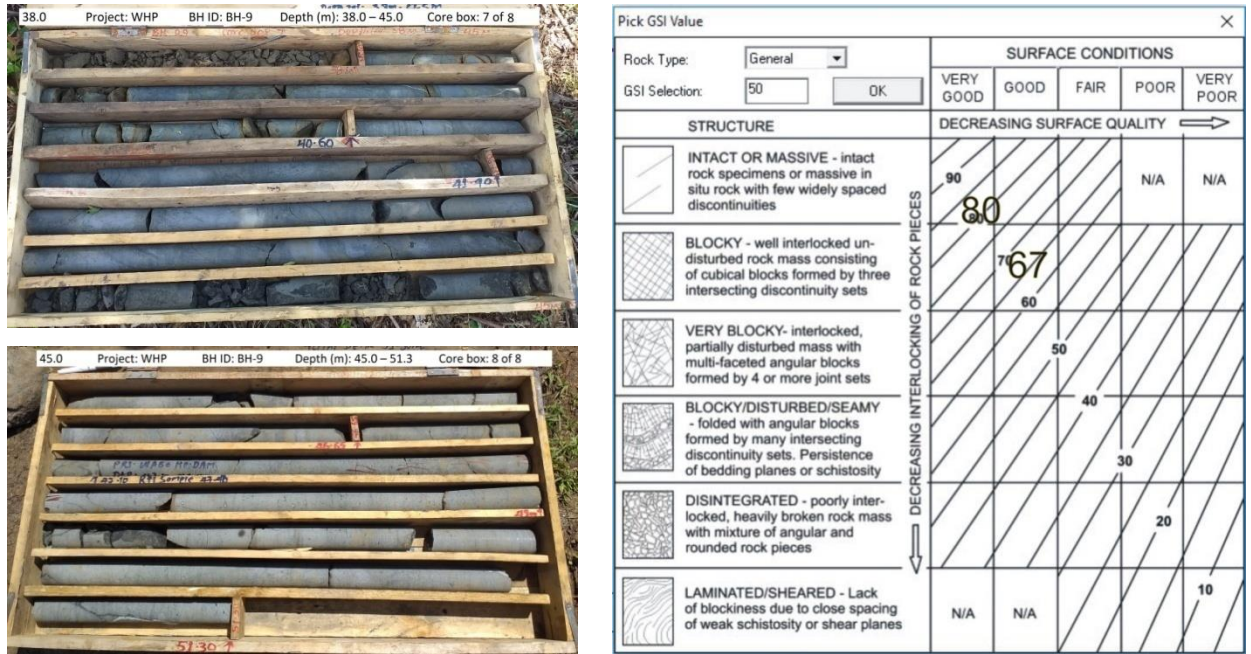 38.0 Project: WHP BH ID: BH-9 Depth (m): 38.0 – 45.0 Core box: 7 of 8
40.60 ↑
45.0 Project: WHP BH ID: BH-9 Depth (m): 45.0 – 51.3 Core box: 8 of 8
51.30 ↑
Pick GSI Value
Rock Type: General
GSI Selection: 50 OK
STRUCTURE
SURFACE CONDITIONS
VERY GOOD GOOD FAIR POOR VERY POOR
DECREASING SURFACE QUALITY
DECREASING INTERLOCKING OF ROCK PIECES
INTACT OR MASSIVE - intact
rock specimens or massive in
situ rock with few widely spaced
discontinuities
90
80
80
N/A N/A
BLOCKY - well interlocked un-
disturbed rock mass consisting
of cubical blocks formed by three
intersecting discontinuity sets
70
67
60
VERY BLOCKY- interlocked,
partially disturbed mass with
multi-faceted angular blocks
formed by 4 or more joint sets
50
BLOCKY/DISTURBED/SEAMY
- folded with angular blocks
formed by many intersecting
discontinuity sets. Persistence
of bedding planes or schistosity
40
30
DISINTEGRATED - poorly inter-
locked, heavily broken rock mass
with mixture of angular and
rounded rock pieces
20
LAMINATED/SHEARED - Lack
of blockiness due to close spacing
of weak schistosity or shear planes
N/A N/A
10